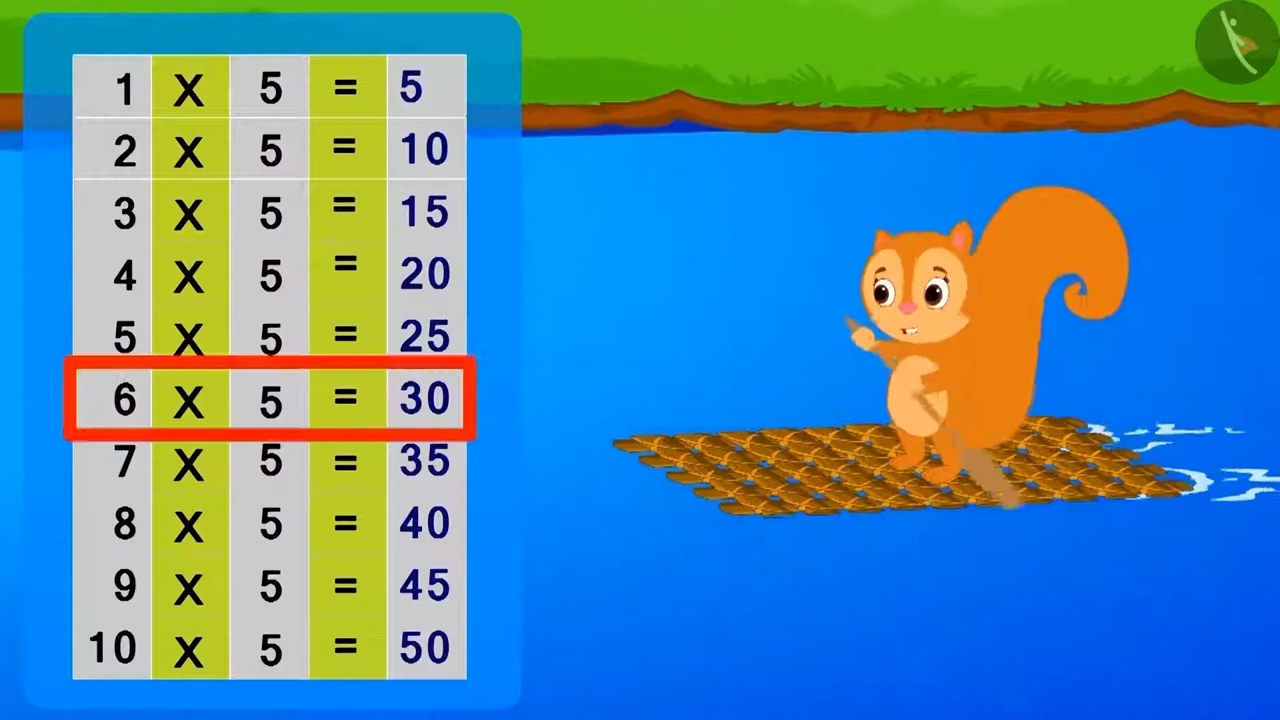 1 X 5 = 5
2 X 5 = 10
3 X 5 = 15
4 X 5 = 20
5 X 5 = 25
6 X 5 = 30
7 X 5 = 35
8 X 5 = 40
9 X 5 = 45
10 X 5 = 50